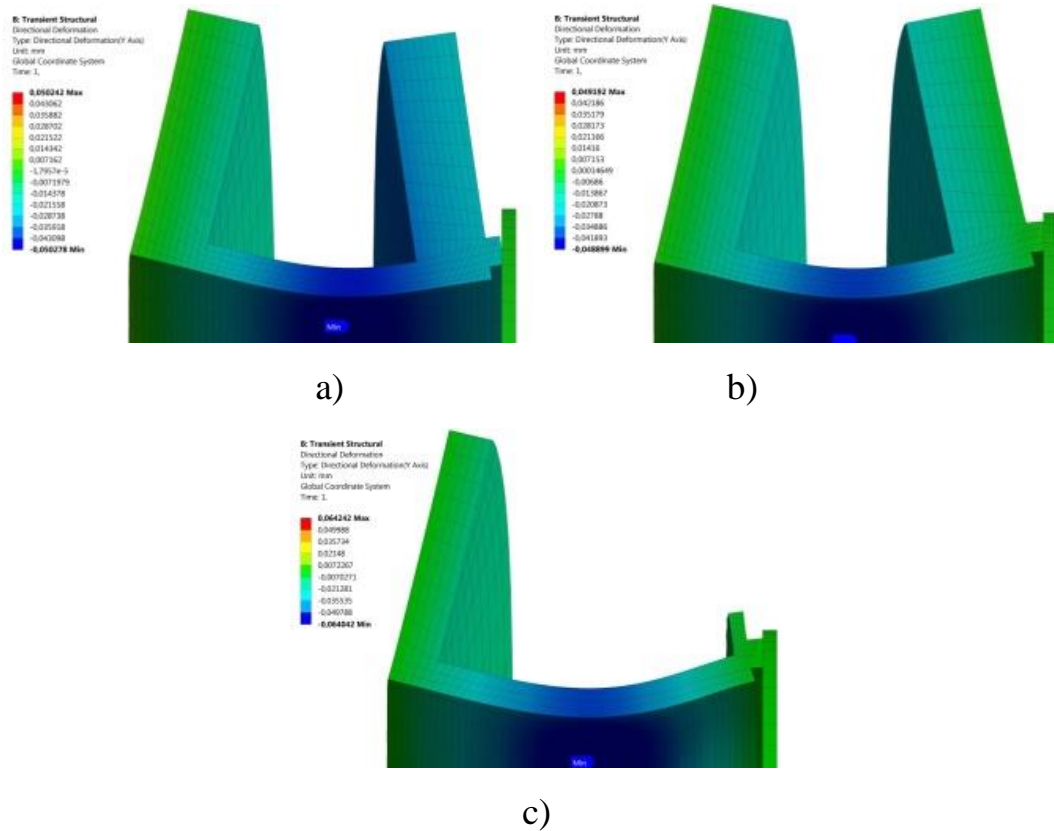 B: Transient Structural
Directional Deformation
Type: Directional Deformation(Y Axis)
Unit: mm
Global Coordinate System
Time: 1,
0,050242 Max
0,043062
0,035882
0,028702
0,021522
0,014342
0,007162
-1,7957e-5
-0,0071979
-0,014378
-0,021558
-0,028738
-0,035918
-0,043098
-0,050278 Min
Min
a)
B: Transient Structural
Directional Deformation
Type: Directional Deformation(Y Axis)
Unit: mm
Global Coordinate System
Time: 1,
0,049192 Max
0,042186
0,035179
0,028173
0,021166
0,01416
0,007153
0,00014649
-0,00686
-0,013867
-0,020873
-0,02788
-0,034886
-0,041893
-0,048899 Min
b)
B: Transient Structural
Directional Deformation
Type: Directional Deformation(Y Axis)
Unit: mm
Global Coordinate System
Time: 1,
0,064242 Max
0,049988
0,035734
0,02148
0,0072267
-0,0070271
-0,021281
-0,035535
-0,049788
-0,064042 Min
Min
c)